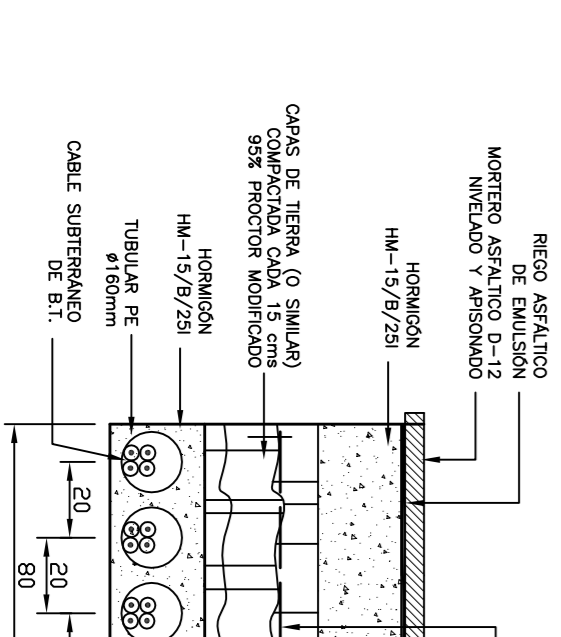 RIEGO ASFÁLTICO
DE EMULSIÓN
MORTERO ASFALTICO D-12
NIVELADO Y APISONADO
HORMIGÓN
HM-15/B/25I
CAPAS DE TIERRA (O SIMILAR)
COMPACTADA CADA 15 cms
95% PROCTOR MODIFICADO
HORMIGÓN
HM-15/B/25I
TUBULAR PE
ø160mm
CABLE SUBTERRÁNEO
DE B.T.
20
20
80